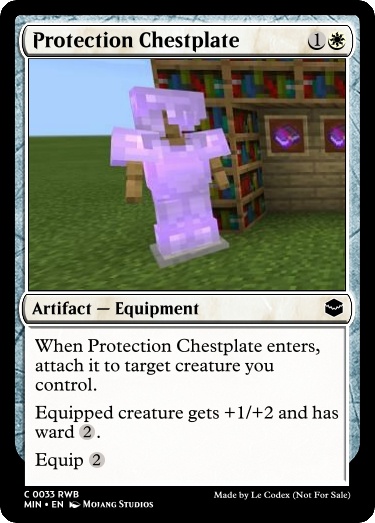 Protection Chestplate 1
Artifact — Equipment
When Protection Chestplate enters,
attach it to target creature you
control.
Equipped creature gets +1/+2 and has
ward 2.
Equip 2
C 0033 RWB
MIN • EN Mojang Studios
Made by Le Codex (Not For Sale)